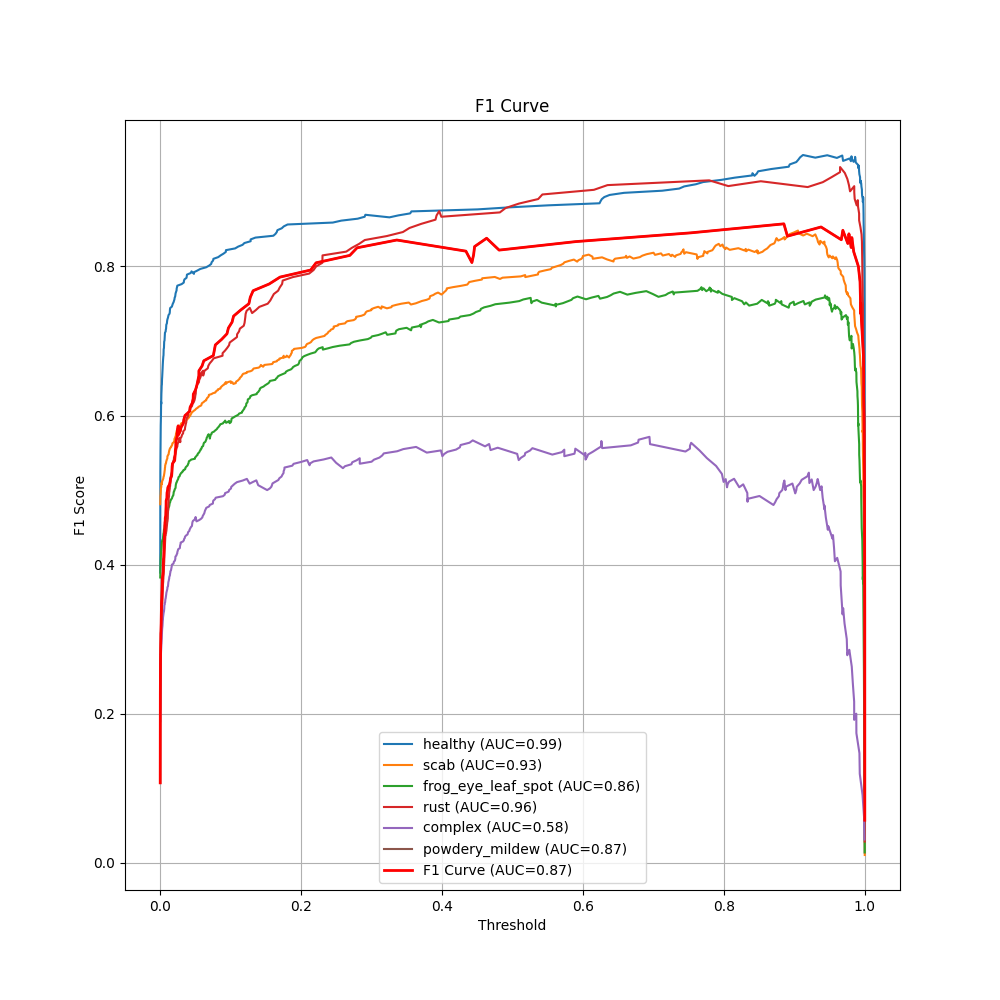 F1 Curve
F1 Score
0.8
0.6
0.4
0.2
0.0
healthy (AUC=0.99)
scab (AUC=0.93)
frog_eye_leaf_spot (AUC=0.86)
rust (AUC=0.96)
complex (AUC=0.58)
powdery_mildew (AUC=0.87)
F1 Curve (AUC=0.87)
0.0 0.2 0.4 0.6 0.8 1.0
Threshold